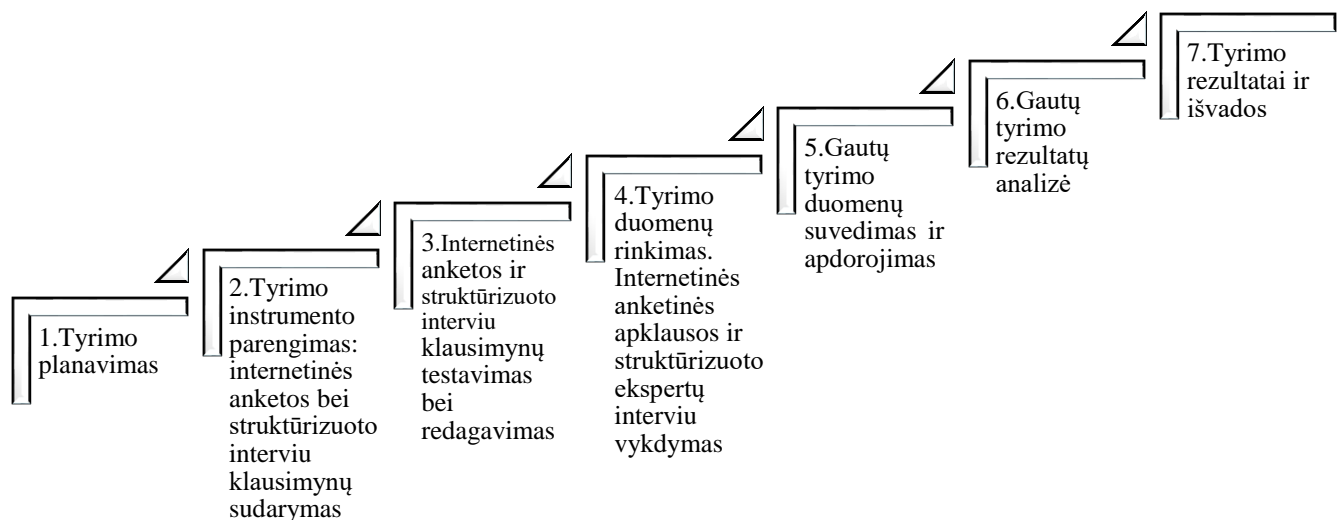 1.Tyrimo
planavimas
2.Tyrimo
instrumento
parengimas:
internetinės
anketos bei
struktūrizuoto
interviu
klausimynų
sudarymas
3.Internetinės
anketos ir
struktūrizuoto
interviu
klausimynų
testavimas
bei
redagavimas
4.Tyrimo
duomenų
rinkimas.
Internetinės
anketinės
apklausos ir
struktūrizuoto
ekspertų
interviu
vykdymas
5.Gautų
tyrimo
duomenų
suvedimas ir
apdorojimas
6.Gautų
tyrimo
rezultatų
analizė
7.Tyrimo
rezultatai ir
išvados